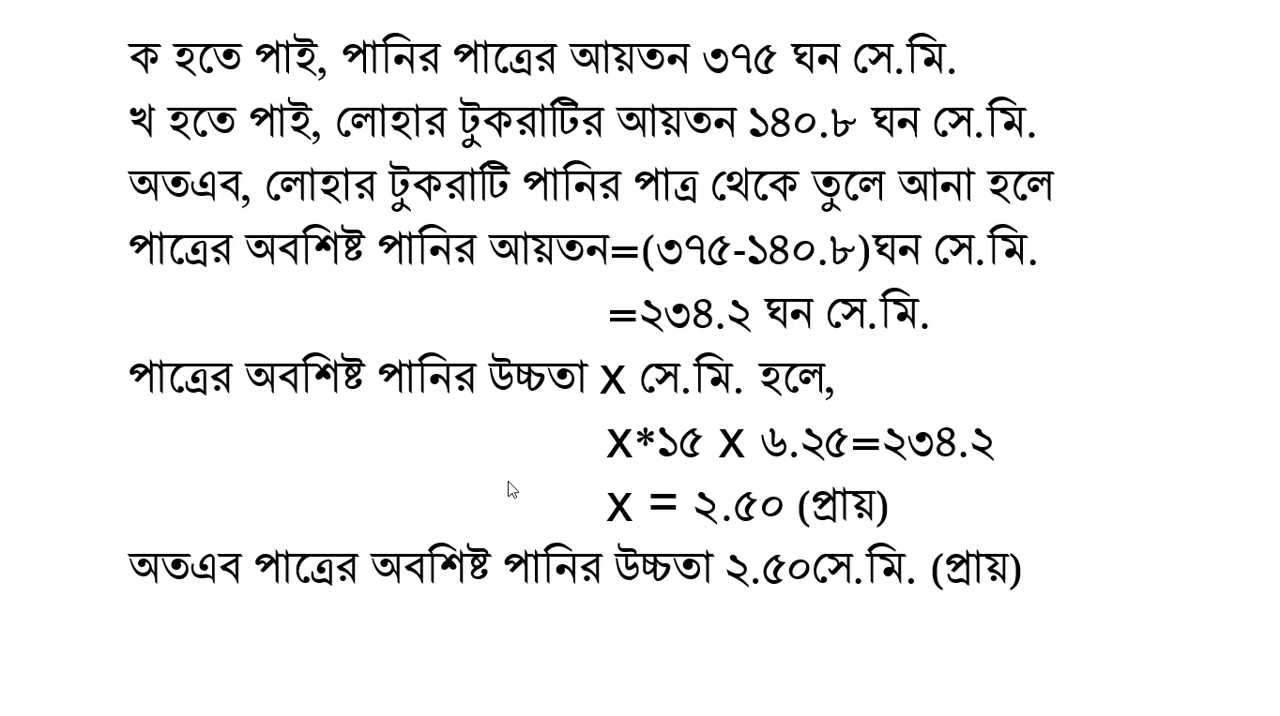 ক হতে পাই, পানির পাত্রের আয়তন ৩৭৫ ঘন সে.মি.
খ হতে পাই, লোহার টুকরাটির আয়তন ১৪০.৮ ঘন সে.মি.
অতএব, লোহার টুকরাটি পানির পাত্র থেকে তুলে আনা হলে
পাত্রের অবশিষ্ট পানির আয়তন=(৩৭৫-১৪০.৮)ঘন সে.মি.
=২৩৪.২ ঘন সে.মি.
পাত্রের অবশিষ্ট পানির উচ্চতা x সে.মি. হলে,
x*১৫ x ৬.২৫=২৩৪.২
x = ২.৫০ (প্রায়)
অতএব পাত্রের অবশিষ্ট পানির উচ্চতা ২.৫০সে.মি. (প্রায়)